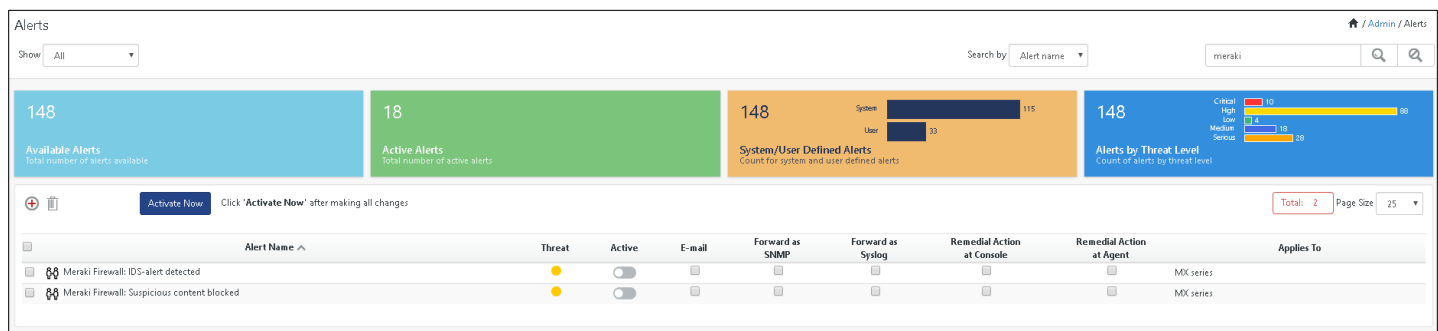 Alerts
/ Admin / Alerts
Show All
Search by Alert name
meraki
148
Available Alerts
Total number of alerts available
18
Active Alerts
Total number of active alerts
148
System 115
User 33
System/User Defined Alerts
Count for system and user defined alerts
148
Critical 10
High 88
Low 4
Medium 18
Serious 28
Alerts by Threat Level
Count of alerts by threat level
Activate Now Click 'Activate Now' after making all changes
Total: 2 Page Size 25
Alert Name Threat Active E-mail Forward as SNMP Forward as Syslog Remedial Action at Console Remedial Action at Agent Applies To
Meraki Firewall: IDS-alert detected MX series
Meraki Firewall: Suspicious content blocked MX series